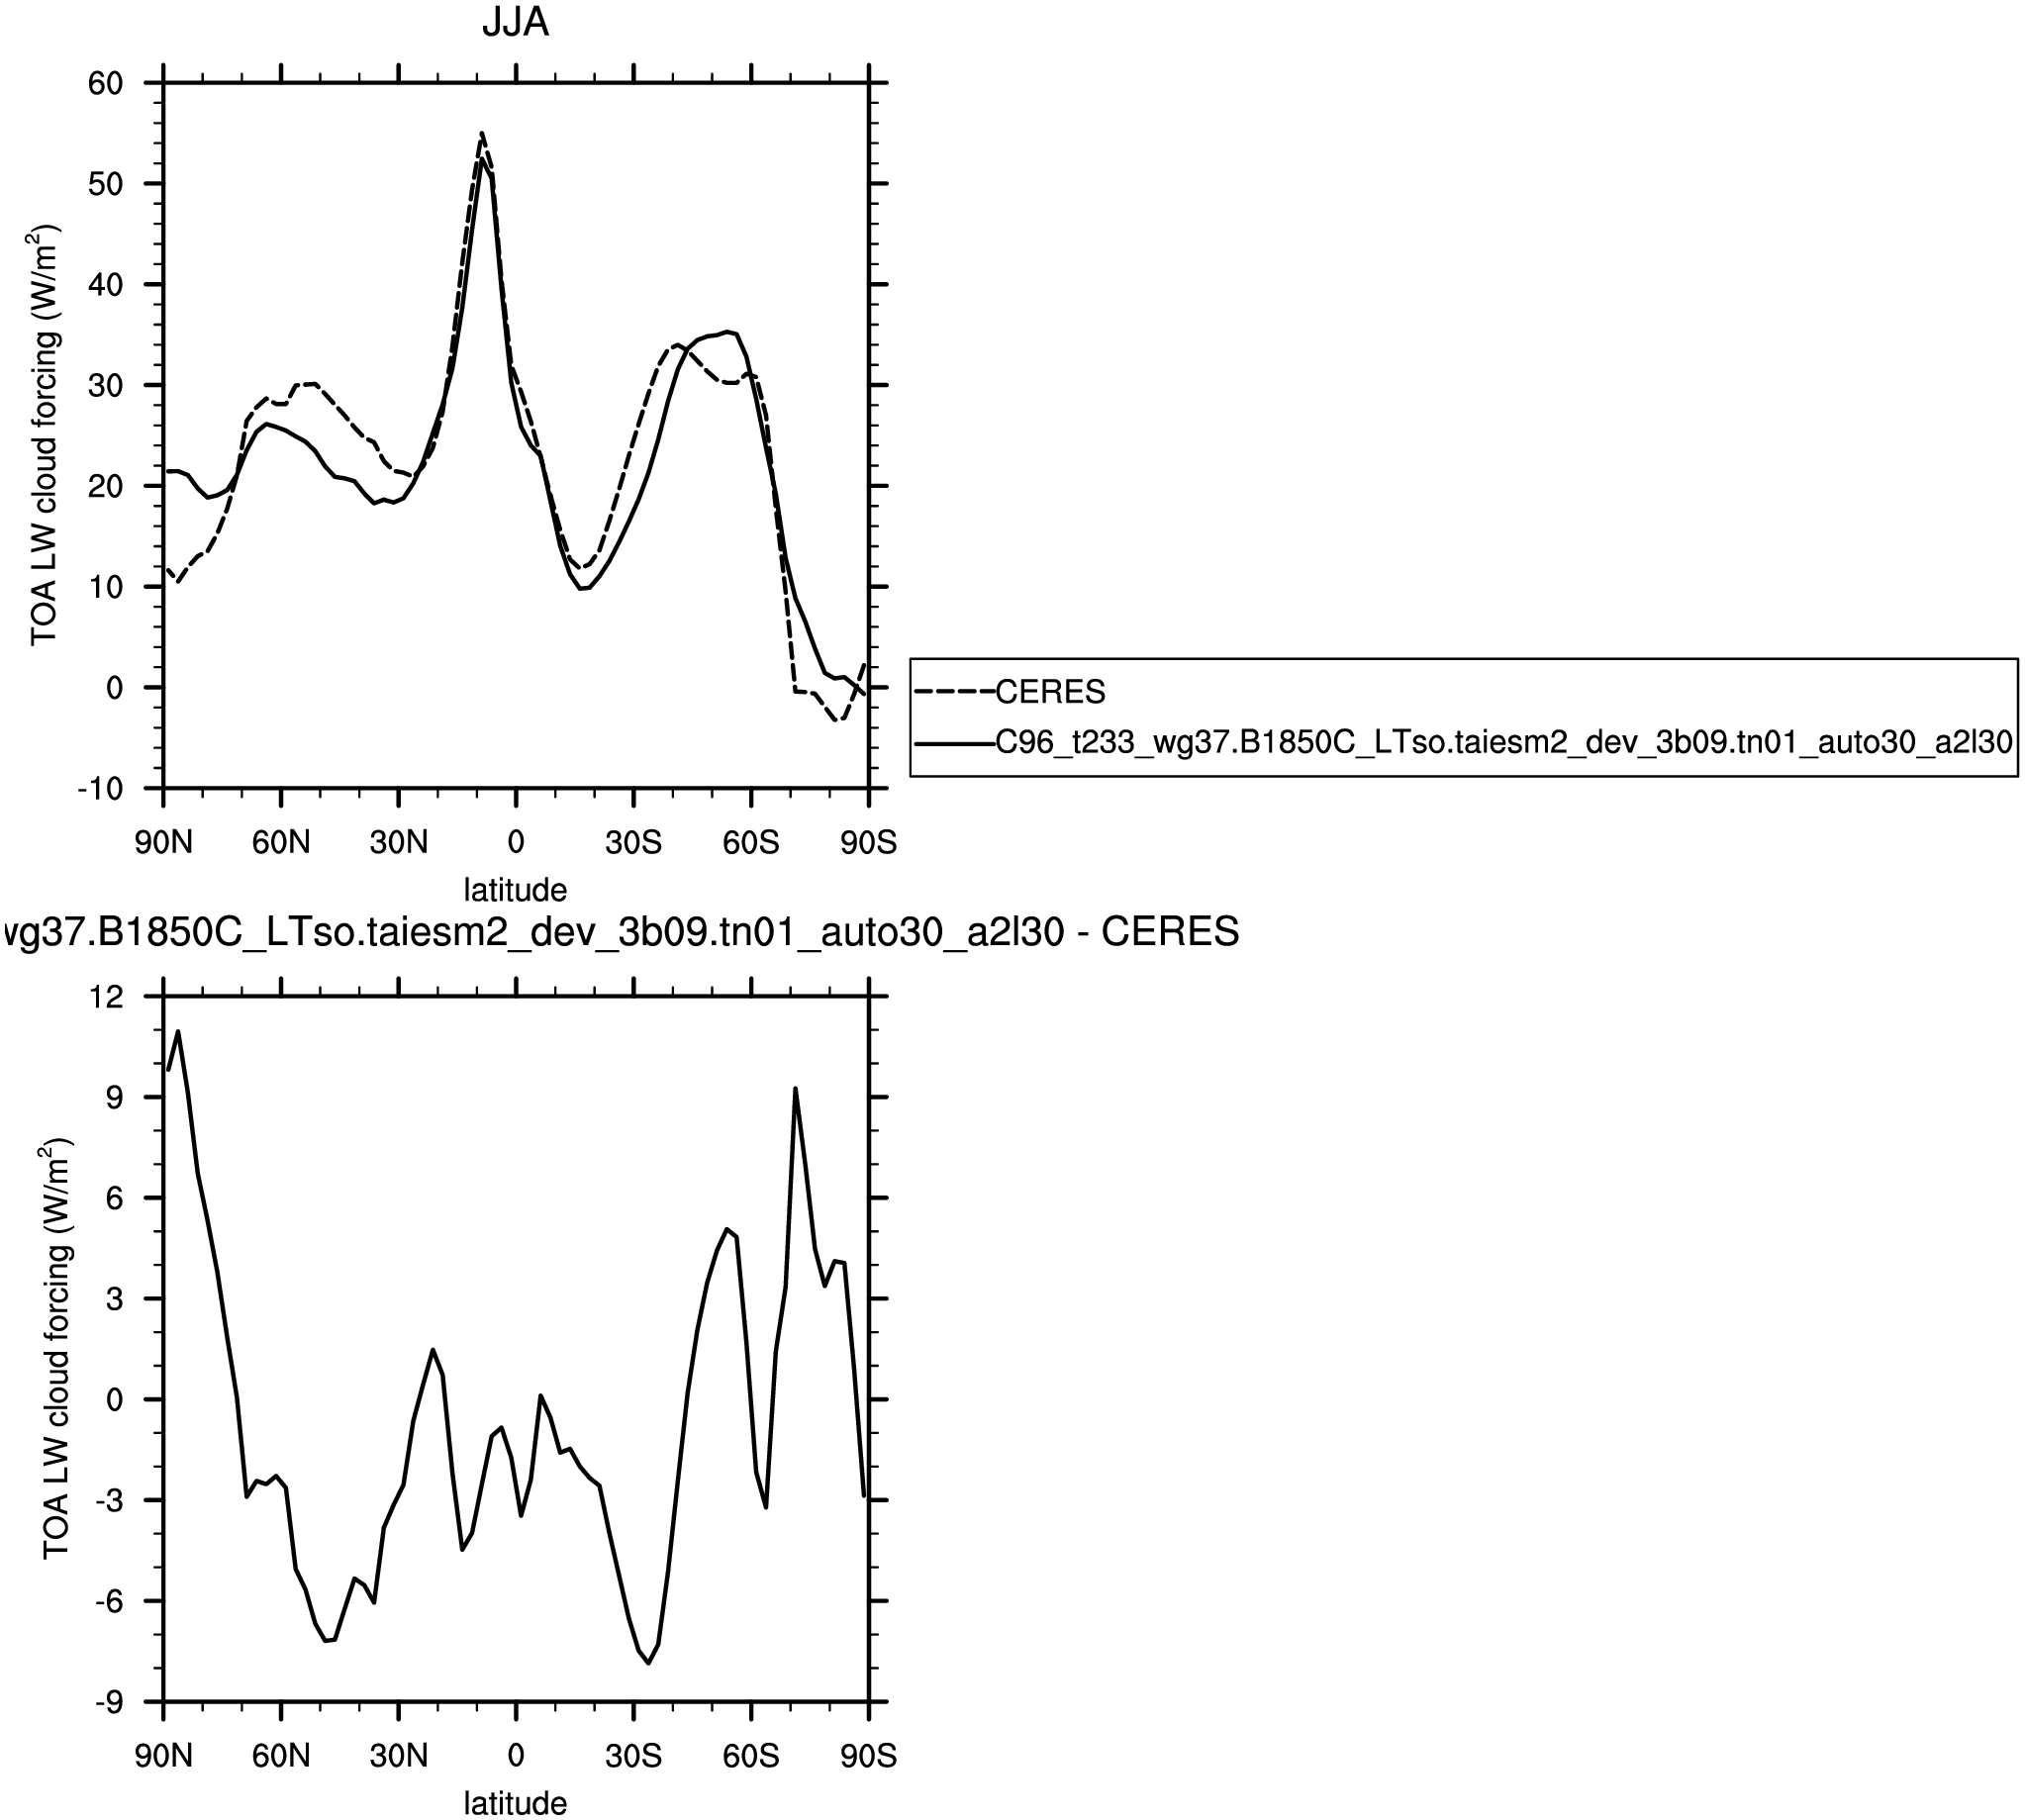 JJA
60
50
40
30
20
10
0
-10
TOA LW cloud forcing (W/m²)
90N 60N 30N 0 30S 60S 90S
latitude
CERES
C96_t233_wg37.B1850C_LTso.taiesm2_dev_3b09.tn01_auto30_a2l30
wg37.B1850C_LTso.taiesm2_dev_3b09.tn01_auto30_a2l30 - CERES
12
9
6
3
0
-3
-6
-9
TOA LW cloud forcing (W/m²)
90N 60N 30N 0 30S 60S 90S
latitude